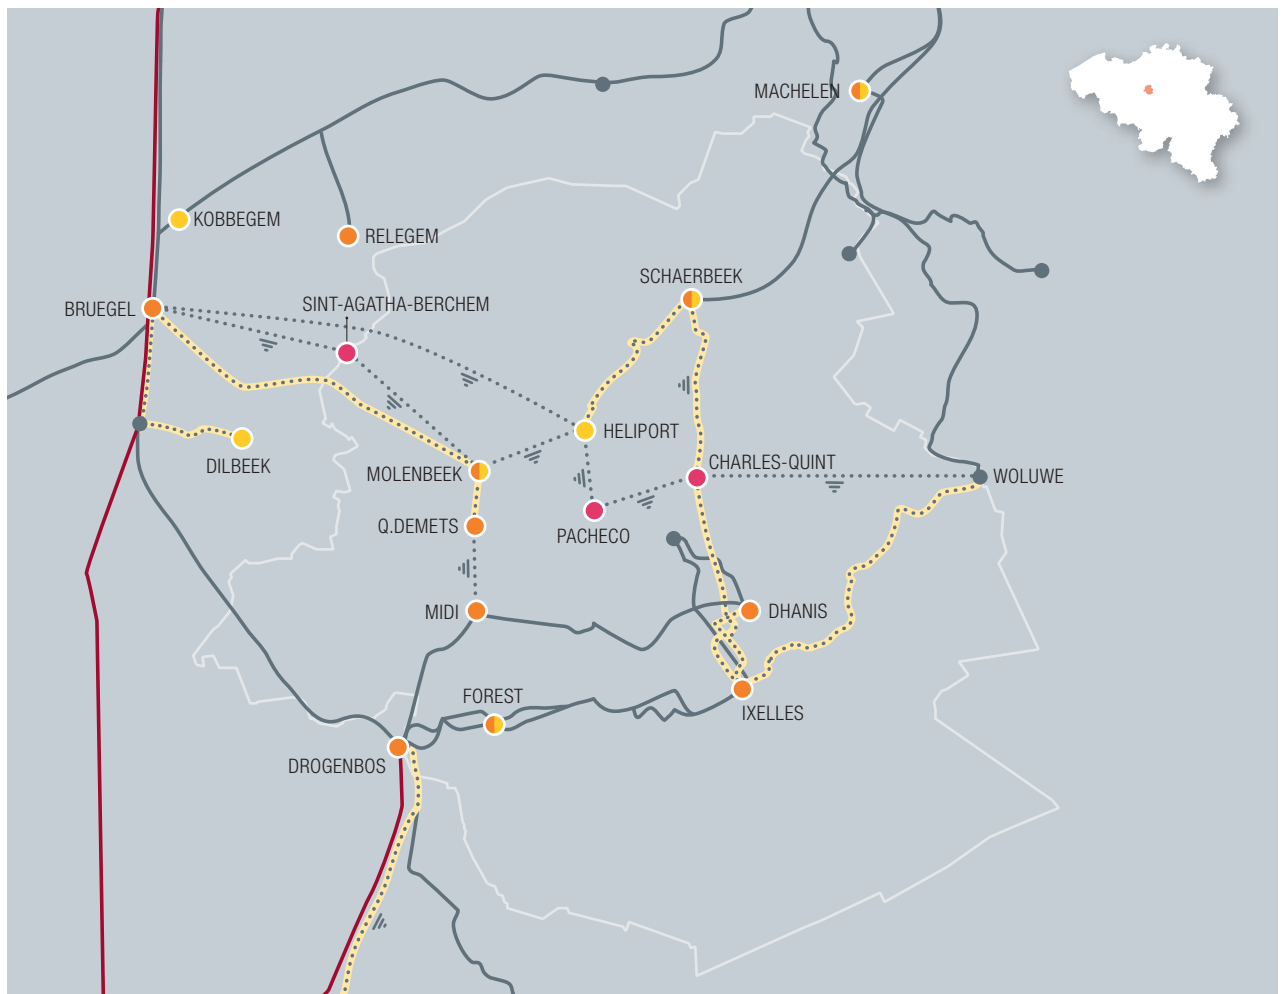 MACHELEN
KOBBEGEM
RELEGEM
SCHAERBEEK
SINT-AGATHA-BERCHEM
BRUEGEL
HELIPORT
DILBEEK
CHARLES-QUINT
MOLENBEEK
WOLUWE
Q.DEMETS
PACHECO
MIDI
DHANIS
FOREST
IXELLES
DROGENBOS